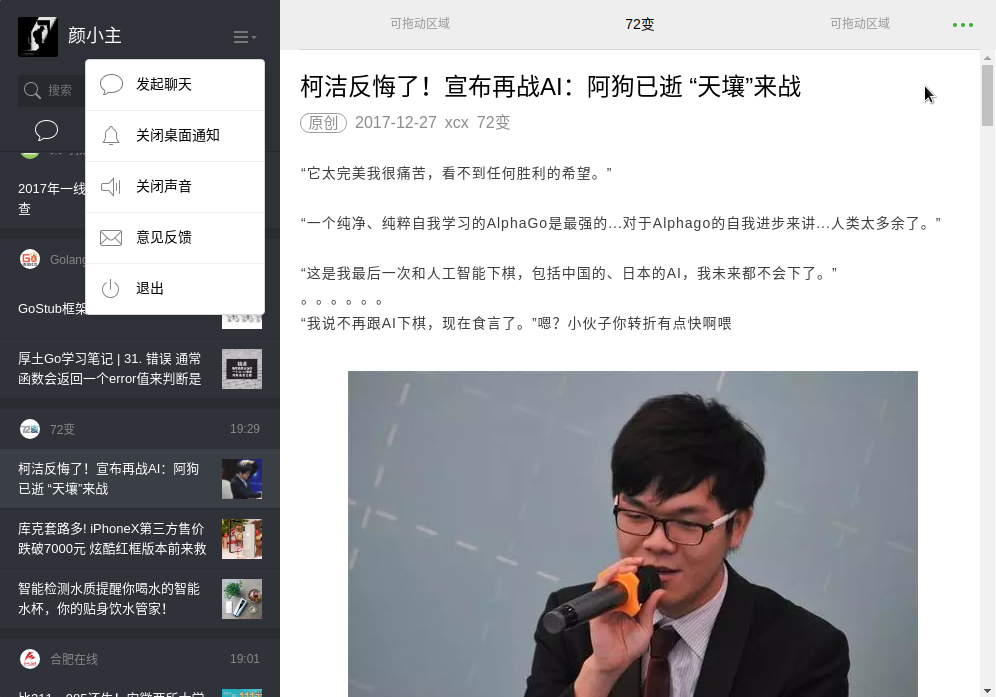 颜小主
搜索
发起聊天
关闭桌面通知
关闭声音
意见反馈
退出
2017年一线
查
Golang
GoStub框架
厚土Go学习笔记 | 31. 错误 通常
函数会返回一个error值来判断是
72变
19:29
柯洁反悔了！宣布再战AI：阿狗
已逝 “天壤”来战
库克套路多! iPhoneX第三方售价
跌破7000元 炫酷红框版本前来救
智能检测水质提醒你喝水的智能
水杯，你的贴身饮水管家！
合肥在线
19:01
可拖动区域
72变
可拖动区域
柯洁反悔了！宣布再战AI：阿狗已逝 “天壤”来战
原创 2017-12-27 xcx 72变
“它太完美我很痛苦，看不到任何胜利的希望。”
“一个纯净、纯粹自我学习的AlphaGo是最强的...对于Alphago的自我进步来讲...人类太多余了。”
“这是我最后一次和人工智能下棋，包括中国的、日本的AI，我未来都不会下了。”
。。。。。。
“我说不再跟AI下棋，现在食言了。”嗯？小伙子你转折有点快啊喂